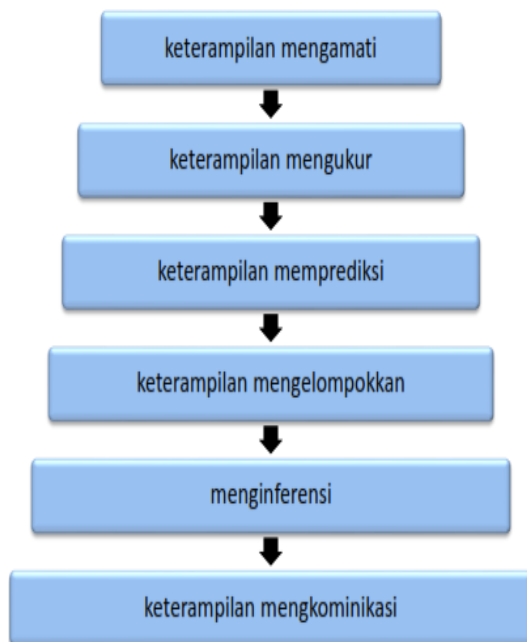 keterampilan mengamati
keterampilan mengukur
keterampilan memprediksi
keterampilan mengelompokkan
menginferensi
keterampilan mengkominikasi